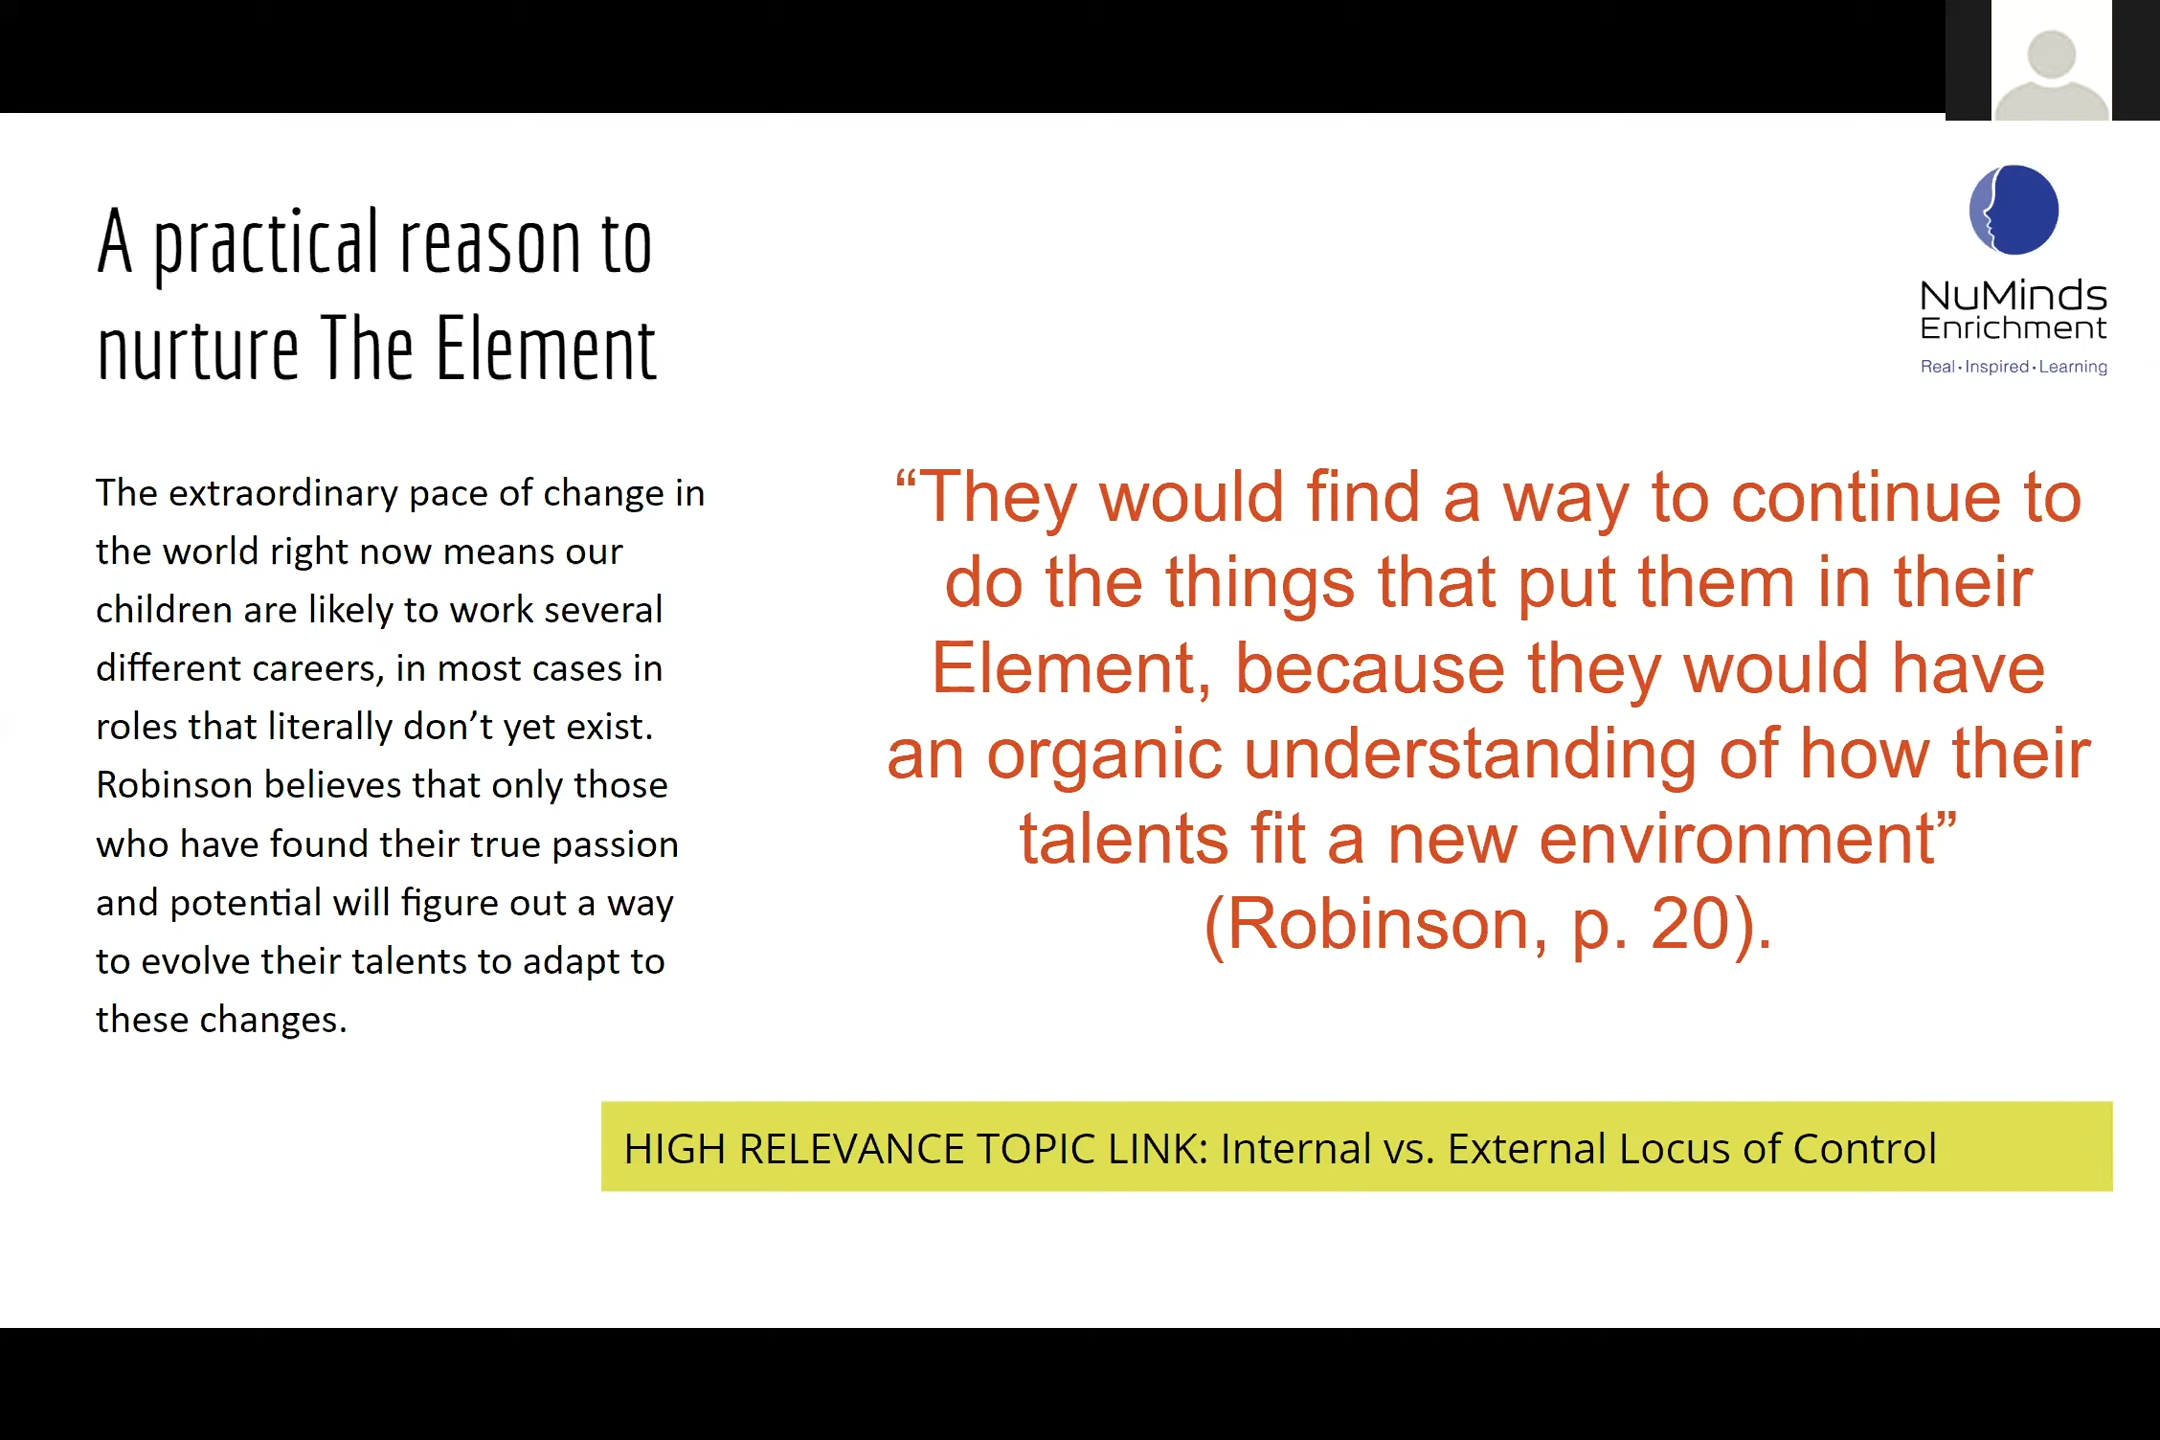 A practical reason to
nurture The Element
NuMinds
Enrichment
Real · Inspired · Learning
The extraordinary pace of change in
the world right now means our
children are likely to work several
different careers, in most cases in
roles that literally don’t yet exist.
Robinson believes that only those
who have found their true passion
and potential will figure out a way
to evolve their talents to adapt to
these changes.
“They would find a way to continue to
do the things that put them in their
Element, because they would have
an organic understanding of how their
talents fit a new environment”
(Robinson, p. 20).
HIGH RELEVANCE TOPIC LINK: Internal vs. External Locus of Control